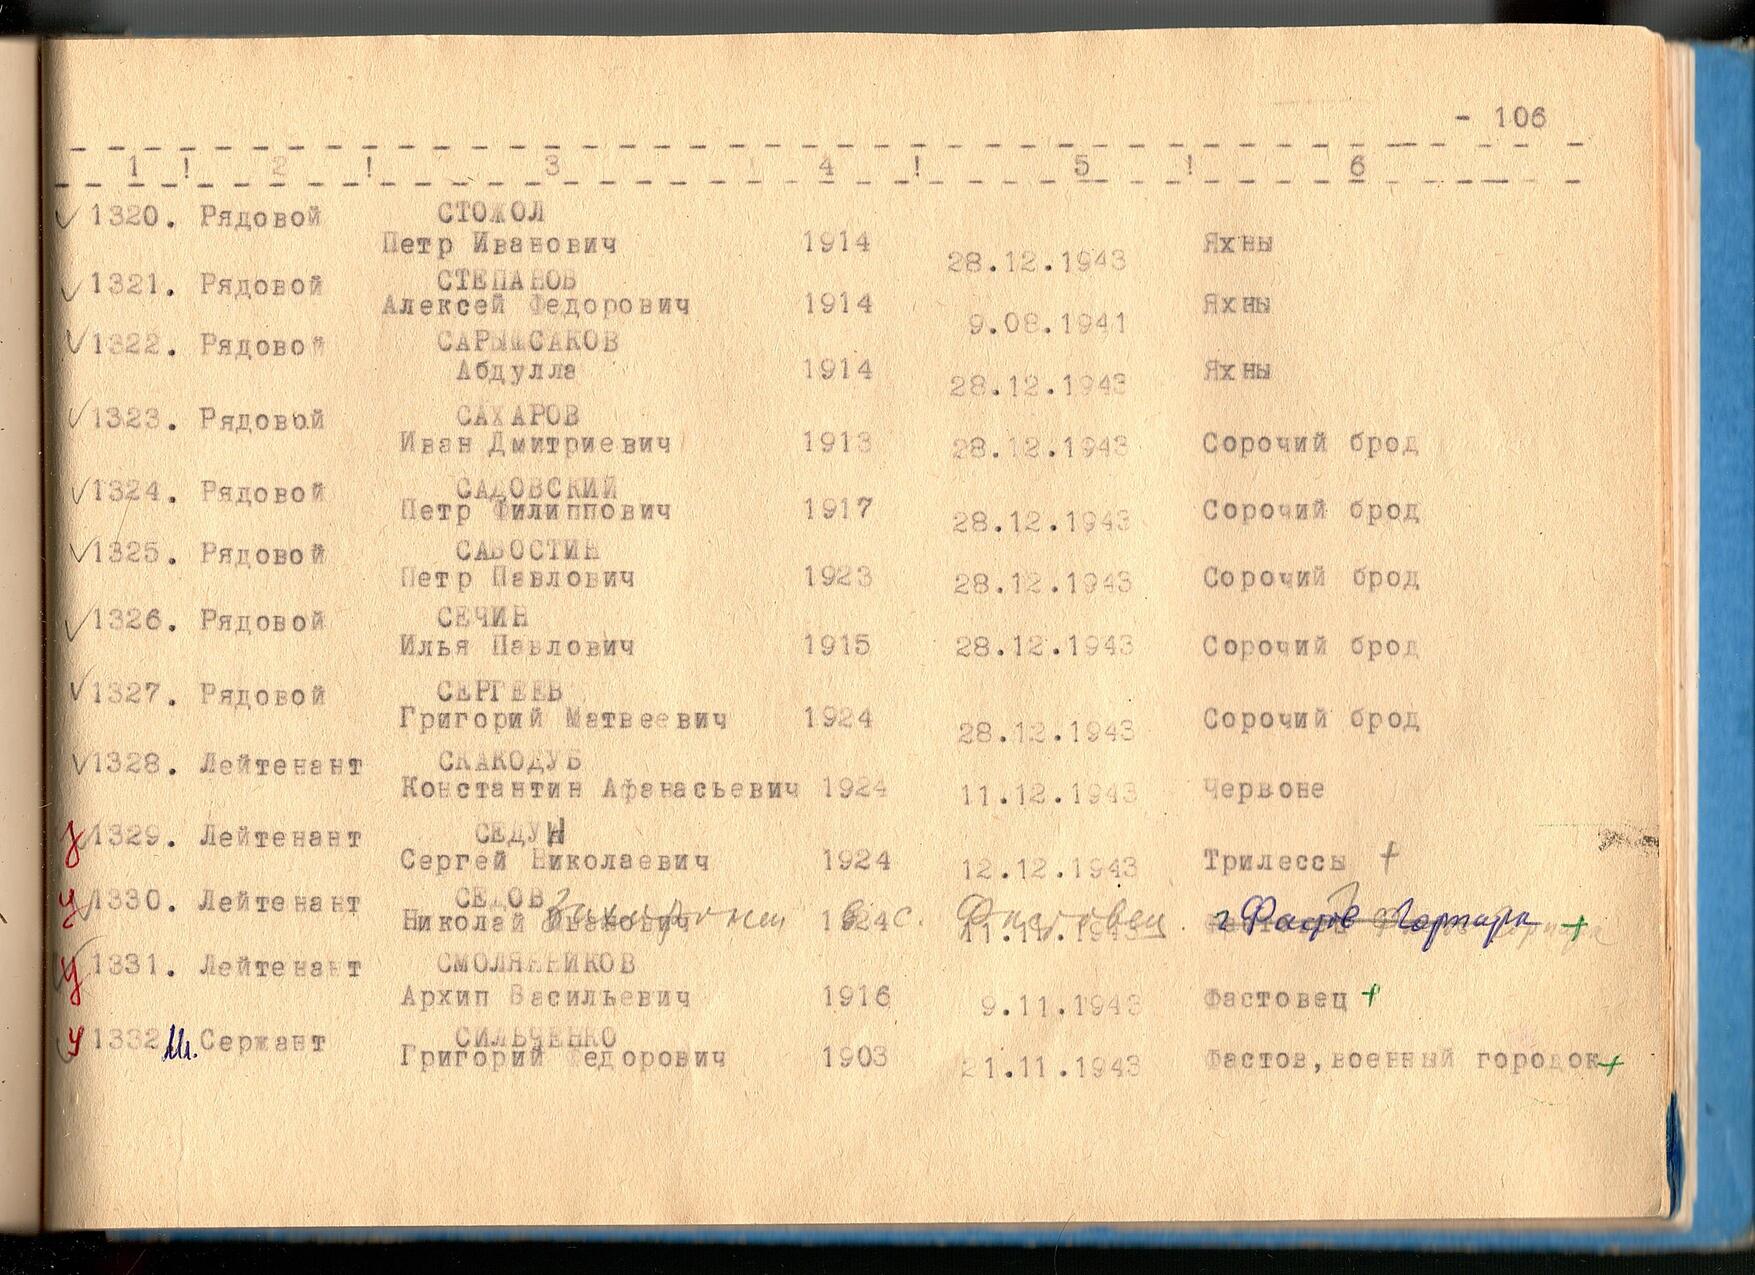 - 106
1 ! 2 ! 3 4 ! 5 ! 6
1320. Рядовой СТОЖОЛ
Петр Иванович 1914 28.12.1943 Яхны
1321. Рядовой СТЕПАНОВ
Алексей Федорович 1914 9.08.1941 Яхны
1322. Рядовой САРЫМСАКОВ
Абдулла 1914 28.12.1943 Яхны
1323. Рядовой САХАРОВ
Иван Дмитриевич 1913 28.12.1943 Сорочий брод
1324. Рядовой САДОВСКИЙ
Петр Филиппович 1917 28.12.1943 Сорочий брод
1325. Рядовой САВОСТИН
Петр Павлович 1923 28.12.1943 Сорочий брод
1326. Рядовой СЕЧИН
Илья Павлович 1915 28.12.1943 Сорочий брод
1327. Рядовой СЕРГЕЕВ
Григорий Матвеевич 1924 28.12.1943 Сорочий брод
1328. Лейтенант СКАКОДУБ
Константин Афанасьевич 1924 11.12.1943 Червоне
1329. Лейтенант СЕДУН
Сергей Николаевич 1924 12.12.1943 Трилессы +
1330. Лейтенант СЕДОВ
Николай Иванович 1924 11.11.1943 г Фастов Горпарк +
Захоронен в с. Фастовец
1331. Лейтенант СМОЛЯННИКОВ
Архип Васильевич 1916 9.11.1943 Фастовец +
1332 Мл. Сержант СИЛЬЧЕНКО
Григорий Федорович 1903 21.11.1943 Фастов, военный городок +